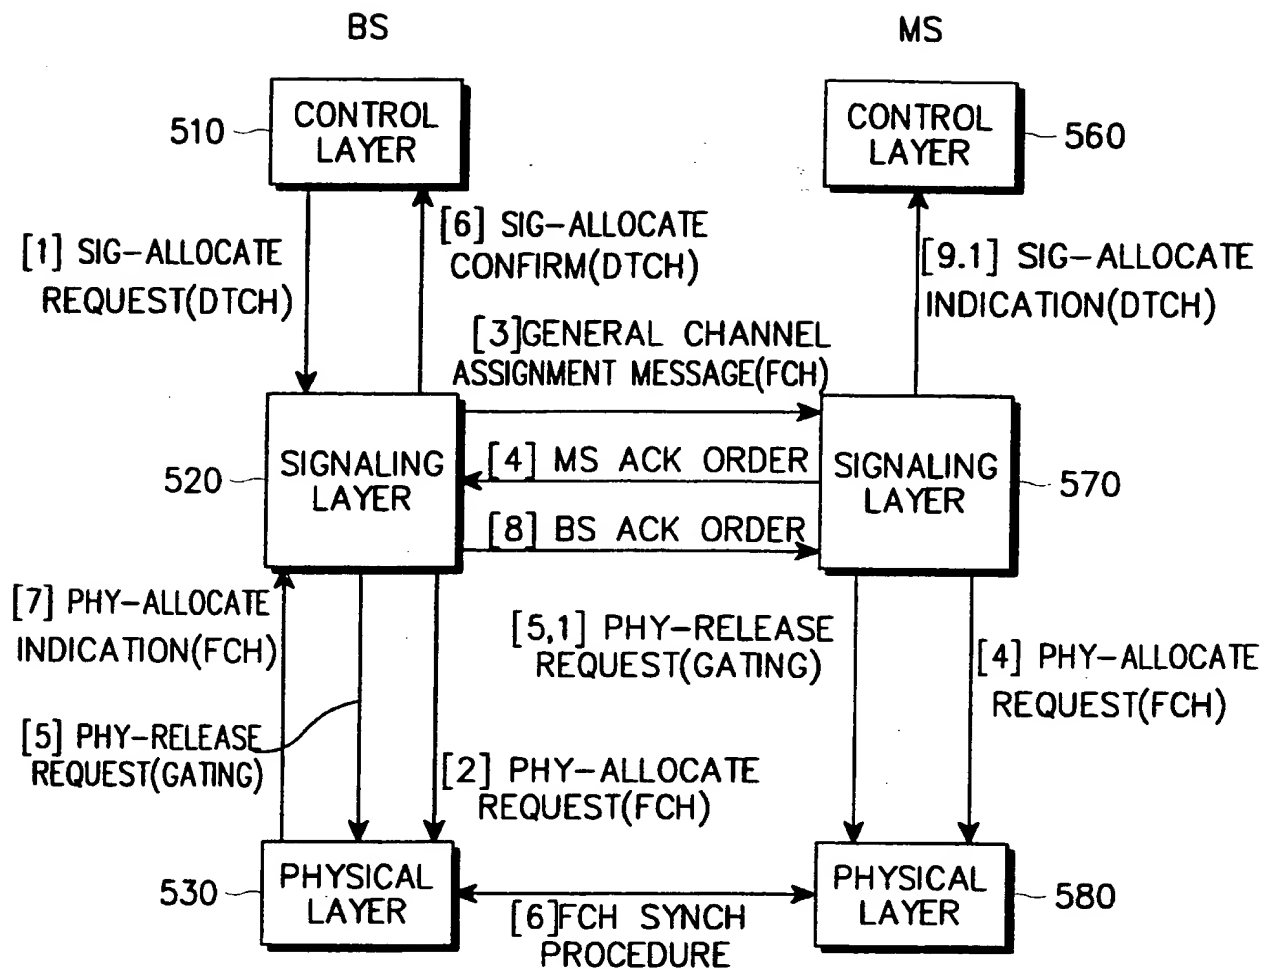 BS
MS
CONTROL
LAYER
510
CONTROL
LAYER
560
[1] SIG-ALLOCATE
REQUEST(DTCH)
[6] SIG-ALLOCATE
CONFIRM(DTCH)
[9.1] SIG-ALLOCATE
INDICATION(DTCH)
[3]GENERAL CHANNEL
ASSIGNMENT MESSAGE(FCH)
SIGNALING
LAYER
520
[4] MS ACK ORDER
[8] BS ACK ORDER
SIGNALING
LAYER
570
[7] PHY-ALLOCATE
INDICATION(FCH)
[5] PHY-RELEASE
REQUEST(GATING)
[2] PHY-ALLOCATE
REQUEST(FCH)
[5,1] PHY-RELEASE
REQUEST(GATING)
[4] PHY-ALLOCATE
REQUEST(FCH)
PHYSICAL
LAYER
530
[6]FCH SYNCH
PROCEDURE
PHYSICAL
LAYER
580